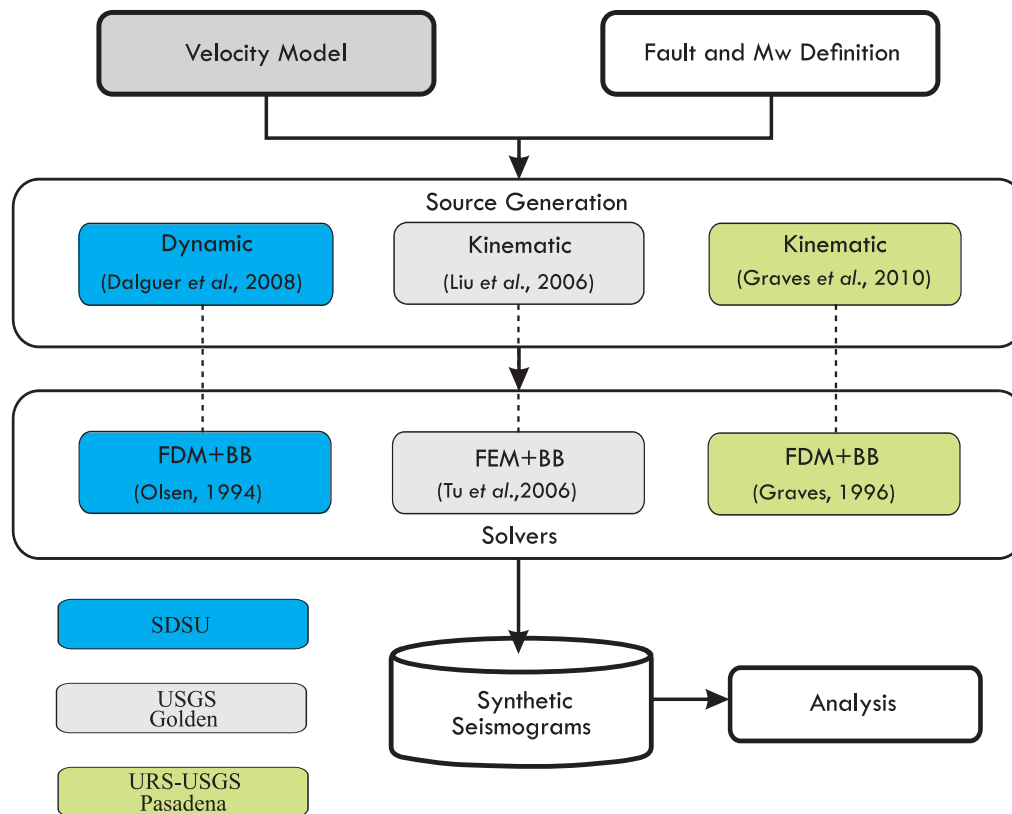 Velocity Model
Fault and Mw Definition
Source Generation
Dynamic
(Dalguer et al., 2008)
Kinematic
(Liu et al., 2006)
Kinematic
(Graves et al., 2010)
FDM+BB
(Olsen, 1994)
FEM+BB
(Tu et al.,2006)
FDM+BB
(Graves, 1996)
Solvers
SDSU
USGS
Golden
URS-USGS
Pasadena
Synthetic
Seismograms
Analysis